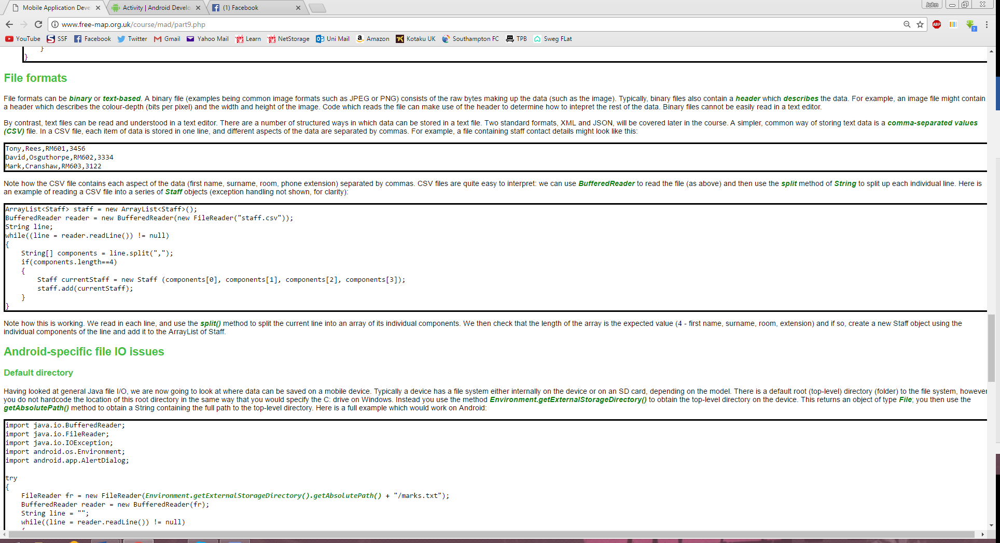 Mobile Application Deve
Activity | Android Develo
(1) Facebook
John
www.free-map.org.uk/course/mad/part9.php
ABP
?
YouTube SSF Facebook Twitter Gmail Yahoo Mail Learn NetStorage Uni Mail Amazon Kotaku UK Southampton FC TPB Sweg FLat
}
}
File formats
File formats can be binary or text-based. A binary file (examples being common image formats such as JPEG or PNG) consists of the raw bytes making up the data (such as the image). Typically, binary files also contain a header which describes the data. For example, an image file might contain
a header which describes the colour-depth (bits per pixel) and the width and height of the image. Code which reads the file can make use of the header to determine how to intepret the rest of the data. Binary files cannot be easily read in a text editor.
By contrast, text files can be read and understood in a text editor. There are a number of structured ways in which data can be stored in a text file. Two standard formats, XML and JSON, will be covered later in the course. A simpler, common way of storing text data is a comma-separated values
(CSV) file. In a CSV file, each item of data is stored in one line, and different aspects of the data are separated by commas. For example, a file containing staff contact details might look like this:
Tony,Rees,RM601,3456
David,Osguthorpe,RM602,3334
Mark,Cranshaw,RM603,3122
Note how the CSV file contains each aspect of the data (first name, surname, room, phone extension) separated by commas. CSV files are quite easy to interpret: we can use BufferedReader to read the file (as above) and then use the split method of String to split up each individual line. Here is
an example of reading a CSV file into a series of Staff objects (exception handling not shown, for clarity):
ArrayList<Staff> staff = new ArrayList<Staff>();
BufferedReader reader = new BufferedReader(new FileReader("staff.csv"));
String line;
while((line = reader.readLine()) != null)
{
String[] components = line.split(",");
if(components.length==4)
{
Staff currentStaff = new Staff (components[0], components[1], components[2], components[3]);
staff.add(currentStaff);
}
}
Note how this is working. We read in each line, and use the split() method to split the current line into an array of its individual components. We then check that the length of the array is the expected value (4 - first name, surname, room, extension) and if so, create a new Staff object using the
individual components of the line and add it to the ArrayList of Staff.
Android-specific file IO issues
Default directory
Having looked at general Java file I/O, we are now going to look at where data can be saved on a mobile device. Typically a device has a file system either internally on the device or on an SD card, depending on the model. There is a default root (top-level) directory (folder) to the file system, however
you do not hardcode the location of this root directory in the same way that you would specify the C: drive on Windows. Instead you use the method Environment.getExternalStorageDirectory() to obtain the top-level directory on the device. This returns an object of type File; you then use the
getAbsolutePath() method to obtain a String containing the full path to the top-level directory. Here is a full example which would work on Android:
import java.io.BufferedReader;
import java.io.FileReader;
import java.io.IOException;
import android.os.Environment;
import android.app.AlertDialog;
try
{
FileReader fr = new FileReader(Environment.getExternalStorageDirectory().getAbsolutePath() + "/marks.txt");
BufferedReader reader = new BufferedReader(fr);
String line = "";
while((line = reader.readLine()) != null)
{